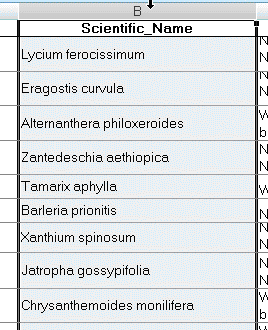 B
Scientific_Name
Lycium ferocissimum
Eragostis curvula
Alternanthera philoxeroides
Zantedeschia aethiopica
Tamarix aphylla
Barleria prionitis
Xanthium spinosum
Jatropha gossypifolia
Chrysanthemoides monilifera